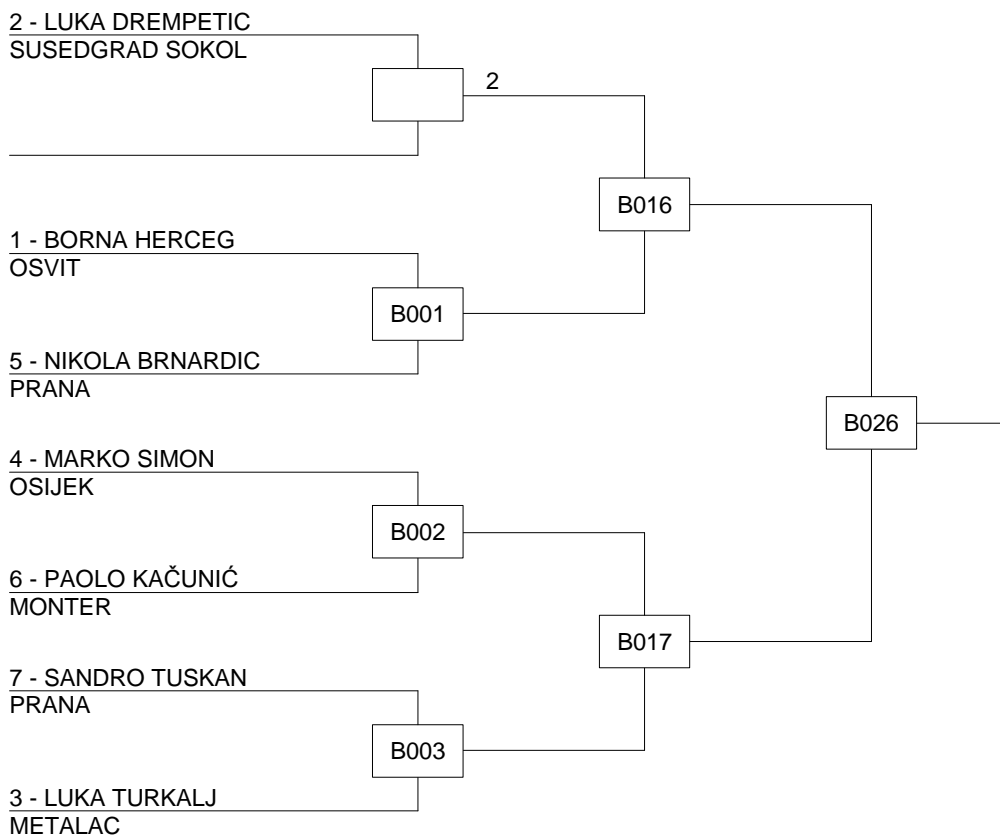 2 - LUKA DREMPETIC
SUSEDGRAD SOKOL
2
B016
1 - BORNA HERCEG
OSVIT
B001
5 - NIKOLA BRNARDIC
PRANA
B026
4 - MARKO SIMON
OSIJEK
B002
6 - PAOLO KAČUNIĆ
MONTER
B017
7 - SANDRO TUSKAN
PRANA
B003
3 - LUKA TURKALJ
METALAC